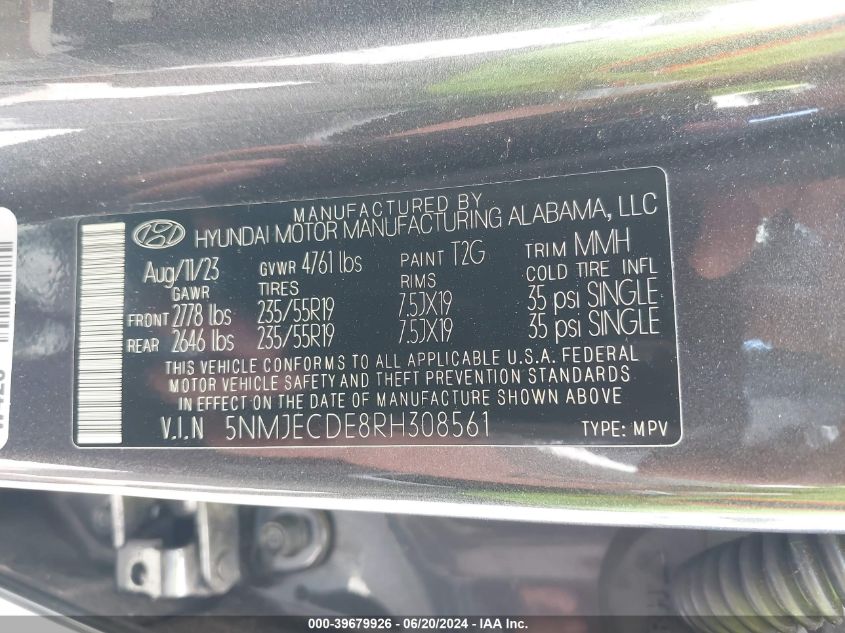 MANUFACTURED BY
HYUNDAI MOTOR MANUFACTURING ALABAMA, LLC
Aug/11/23 GVWR 4761 lbs PAINT T2G TRIM MMH
GAWR TIRES RIMS COLD TIRE INFL
FRONT 2778 lbs 235/55R19 7.5JX19 35 psi SINGLE
REAR 2646 lbs 235/55R19 7.5JX19 35 psi SINGLE
THIS VEHICLE CONFORMS TO ALL APPLICABLE U.S.A. FEDERAL
MOTOR VEHICLE SAFETY AND THEFT PREVENTION STANDARDS
IN EFFECT ON THE DATE OF MANUFACTURE SHOWN ABOVE
V.I.N 5NMJECDE8RH308561 TYPE: MPV
000-39679926 / 06/20/2024 - IAA Inc.